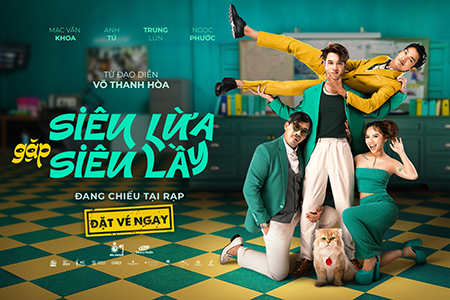 MẠC VĂN KHOA
ANH TÚ
TRUNG LÙN
NGỌC PHƯỚC
TỪ ĐẠO DIỄN
VÕ THANH HÒA
SIÊU LỪA
gặp
SIÊU LẦY
ĐANG CHIẾU TẠI RẠP
ĐẶT VÉ NGAY